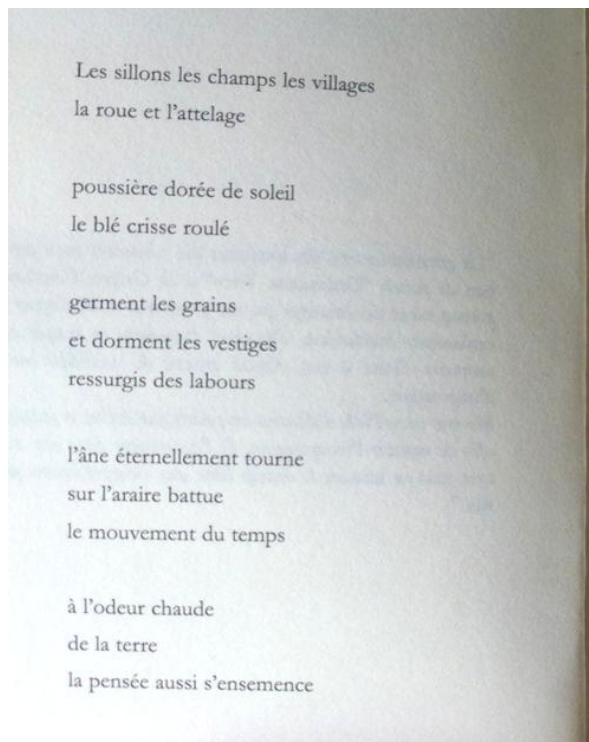 Les sillons les champs les villages
la roue et l'attelage
poussière dorée de soleil
le blé crisse roulé
germent les grains
et dorment les vestiges
ressurgis des labours
l'âne éternellement tourne
sur l'araire battue
le mouvement du temps
à l'odeur chaude
de la terre
la pensée aussi s'ensemence